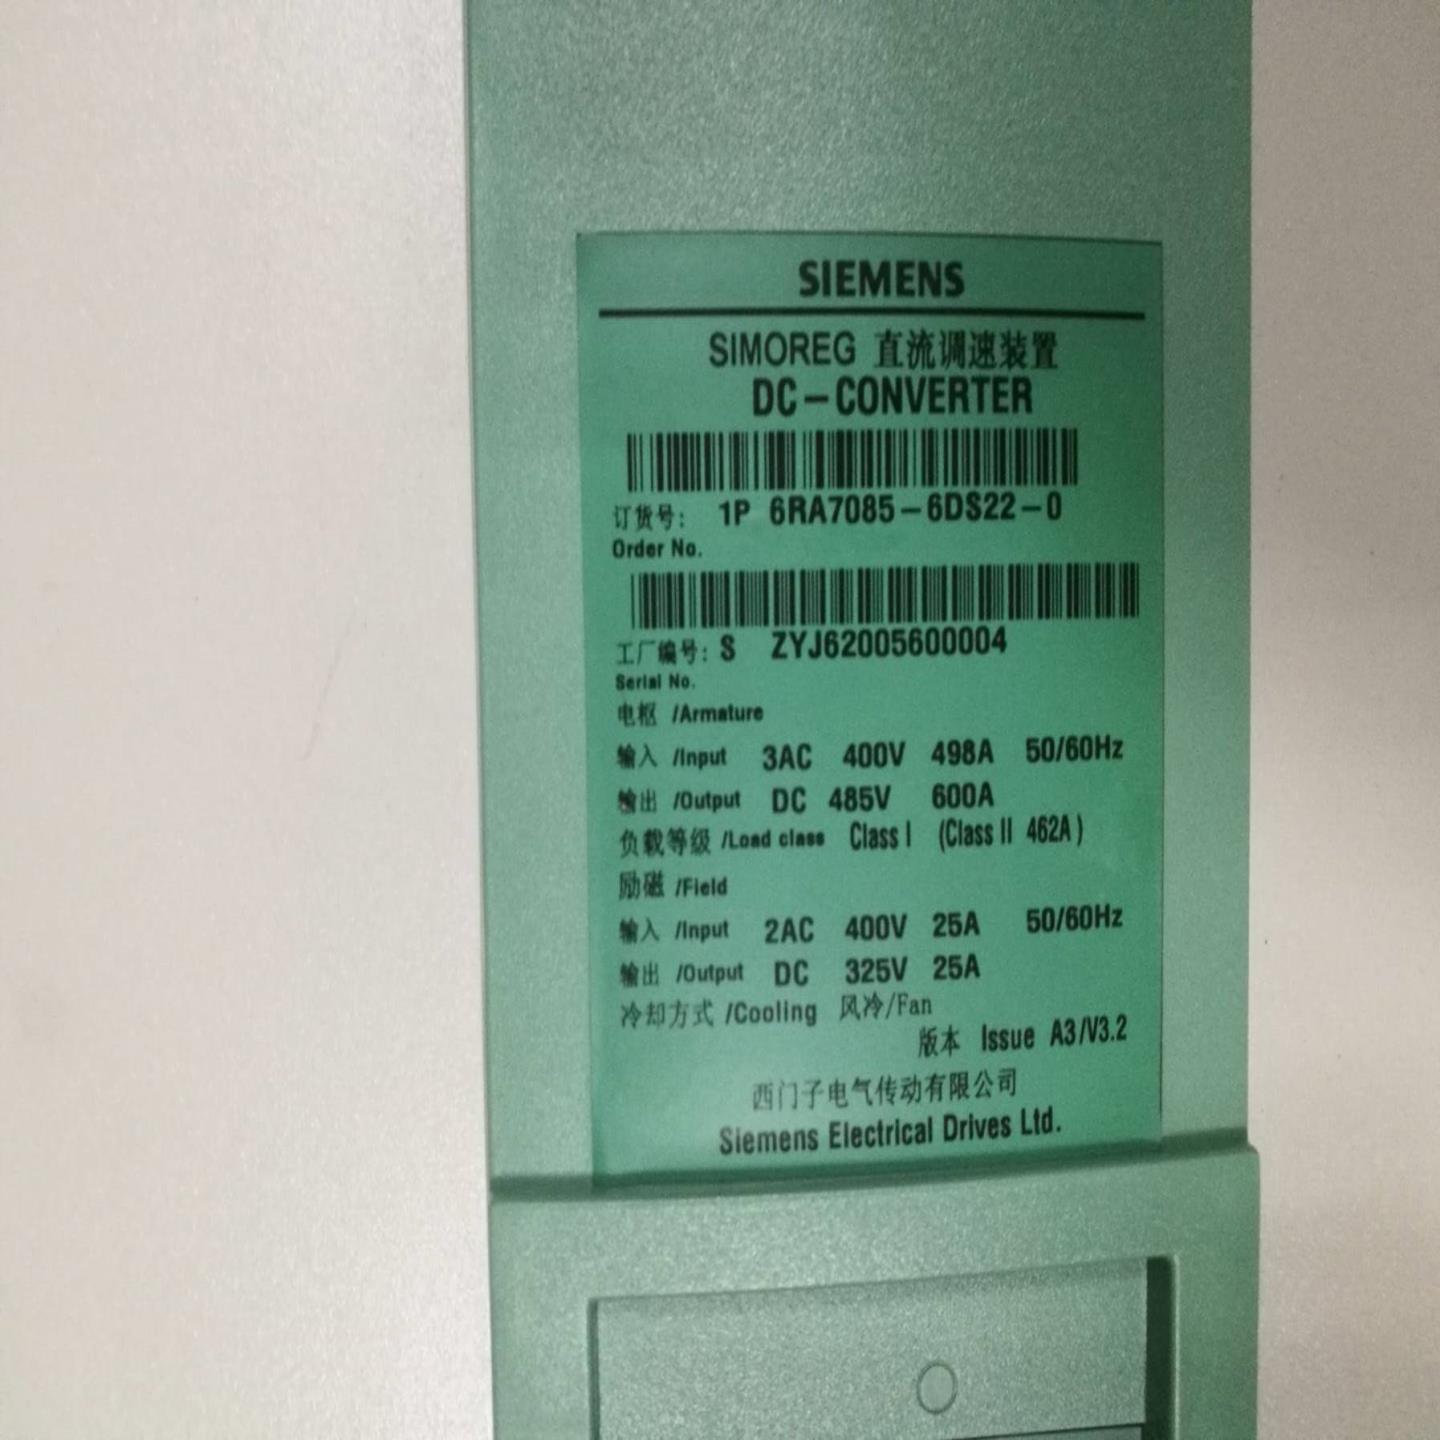 SIEMENS
SIMOREG 直流调速装置
DC-CONVERTER
订货号: 1P 6RA7085-6DS22-0
Order No.
工厂编号: S ZYJ62005600004
Serial No.
电枢 /Armature
输入 /Input 3AC 400V 498A 50/60Hz
输出 /Output DC 485V 600A
负载等级 /Load class Class I (Class II 462A)
励磁 /Field
输入 /Input 2AC 400V 25A 50/60Hz
输出 /Output DC 325V 25A
冷却方式 /Cooling 风冷/Fan
版本 Issue A3/V3.2
西门子电气传动有限公司
Siemens Electrical Drives Ltd.